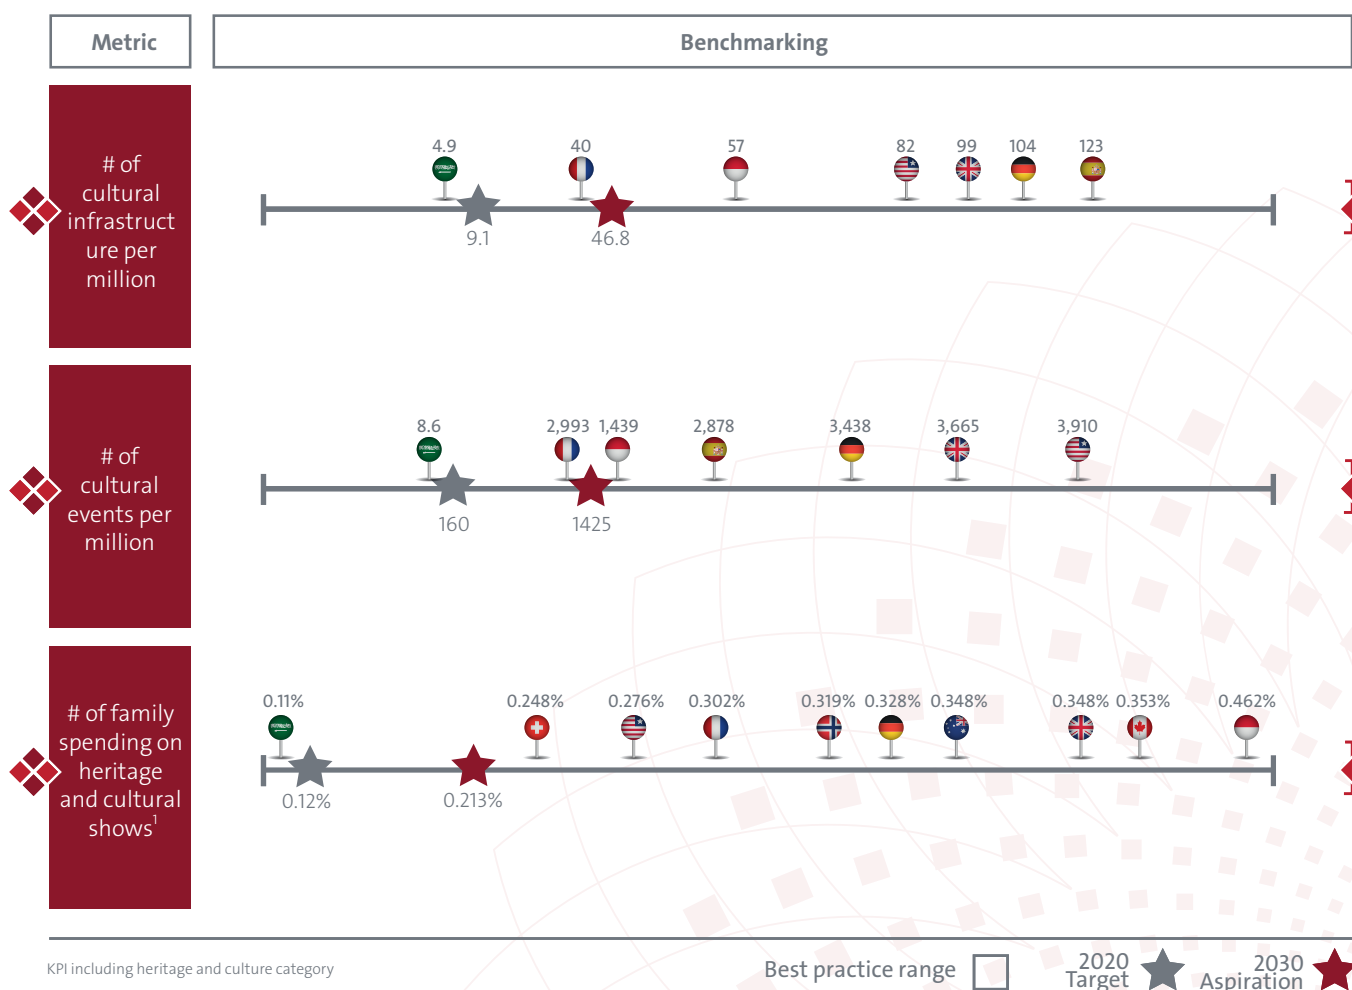 Metric
Benchmarking
# of
cultural
infrastruct
ure per
million
4.9
40
57
82
99
104
123
9.1
46.8
# of
cultural
events per
million
8.6
2,993
1,439
2,878
3,438
3,665
3,910
160
1425
# of family
spending on
heritage
and cultural
shows1
0.11%
0.248%
0.276%
0.302%
0.319%
0.328%
0.348%
0.348%
0.353%
0.462%
0.12%
0.213%
KPI including heritage and culture category
Best practice range
2020
Target
2030
Aspiration